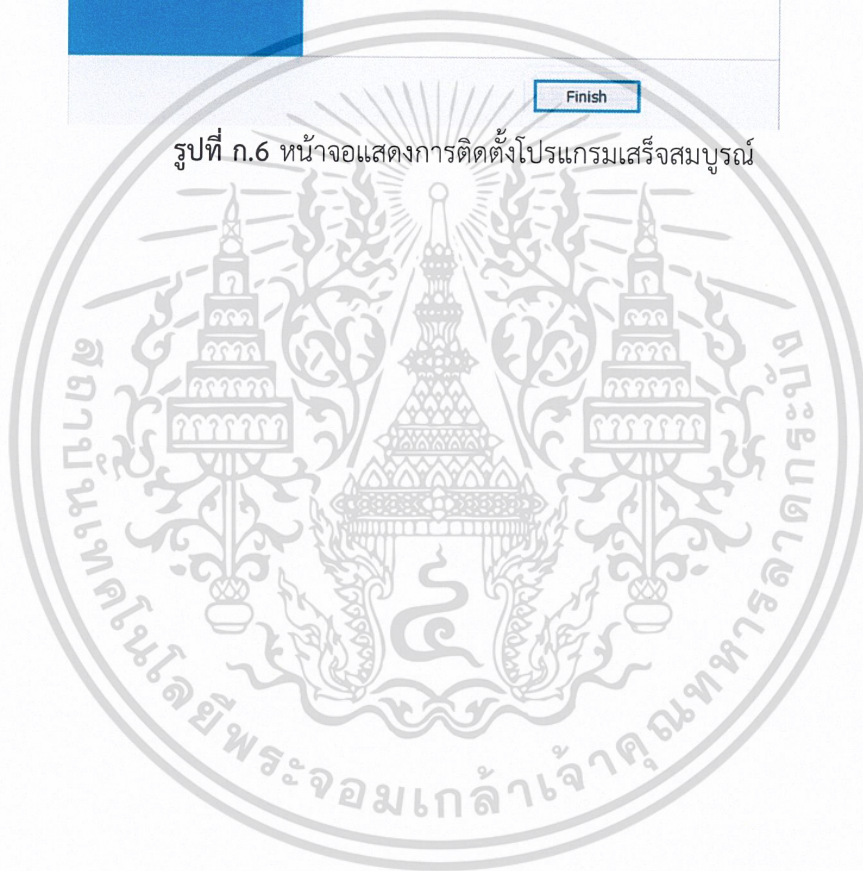 Finish
รูปที่ ก.6 หน้าจอแสดงการติดตั้งโปรแกรมเสร็จสมบูรณ์
สถาบันเทคโนโลยีพระจอมเกล้าเจ้าคุณทหารลาดกระบัง
๔